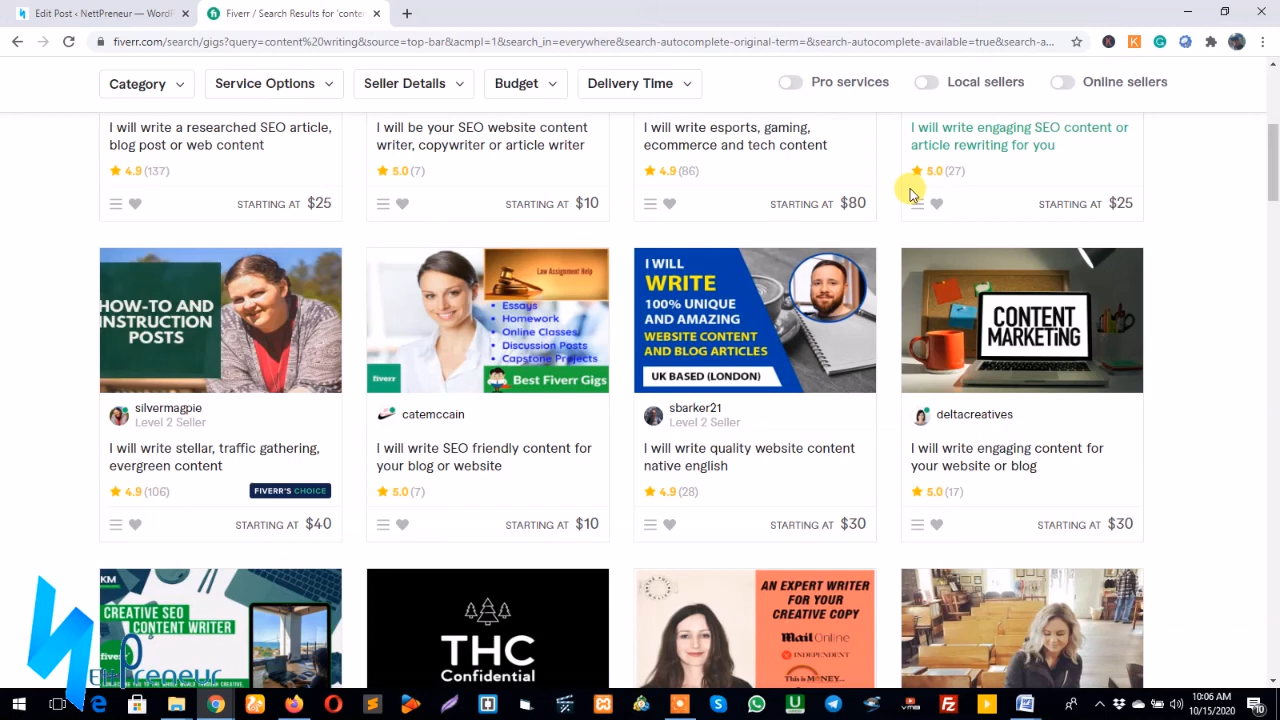 Edit Post ‹ NetPreneur — WordP
Fiverr / Search Results for 'conte
fiverr.com/search/gigs?query=content%20writing&source=top-bar&acmpl=1&search_in=everywhere&search-autocomplete-original-term=&search-autocomplete-available=true&search-a...
Category
Service Options
Seller Details
Budget
Delivery Time
Pro services
Local sellers
Online sellers
I will write a researched SEO article,
blog post or web content
4.9 (137)
STARTING AT $25
I will be your SEO website content
writer, copywriter or article writer
5.0 (7)
STARTING AT $10
I will write esports, gaming,
ecommerce and tech content
4.9 (86)
STARTING AT $80
I will write engaging SEO content or
article rewriting for you
5.0 (27)
STARTING AT $25
HOW-TO AND
INSTRUCTION
POSTS
silvermagpie
Level 2 Seller
I will write stellar, traffic gathering,
evergreen content
4.9 (106)
FIVERR'S CHOICE
STARTING AT $40
Law Assignment Help
• Essays
• Homework
• Online Classes
• Discussion Posts
• Capstone Projects
fiverr
Best Fiverr Gigs
catemccain
I will write SEO friendly content for
your blog or website
5.0 (7)
STARTING AT $10
I WILL
WRITE
100% UNIQUE
AND AMAZING
WEBSITE CONTENT
AND BLOG ARTICLES
UK BASED (LONDON)
sbarker21
Level 2 Seller
I will write quality website content
native english
4.9 (28)
STARTING AT $30
CONTENT
MARKETING
deltacreatives
I will write engaging content for
your website or blog
5.0 (17)
STARTING AT $30
KM
CREATIVE SEO
CONTENT WRITER
fiverr
THC
Confidential
AN EXPERT WRITER
FOR YOUR
CREATIVE COPY
Mail Online
INDEPENDENT
This is MONEY
Entrepreneur
10:06 AM
10/15/2020